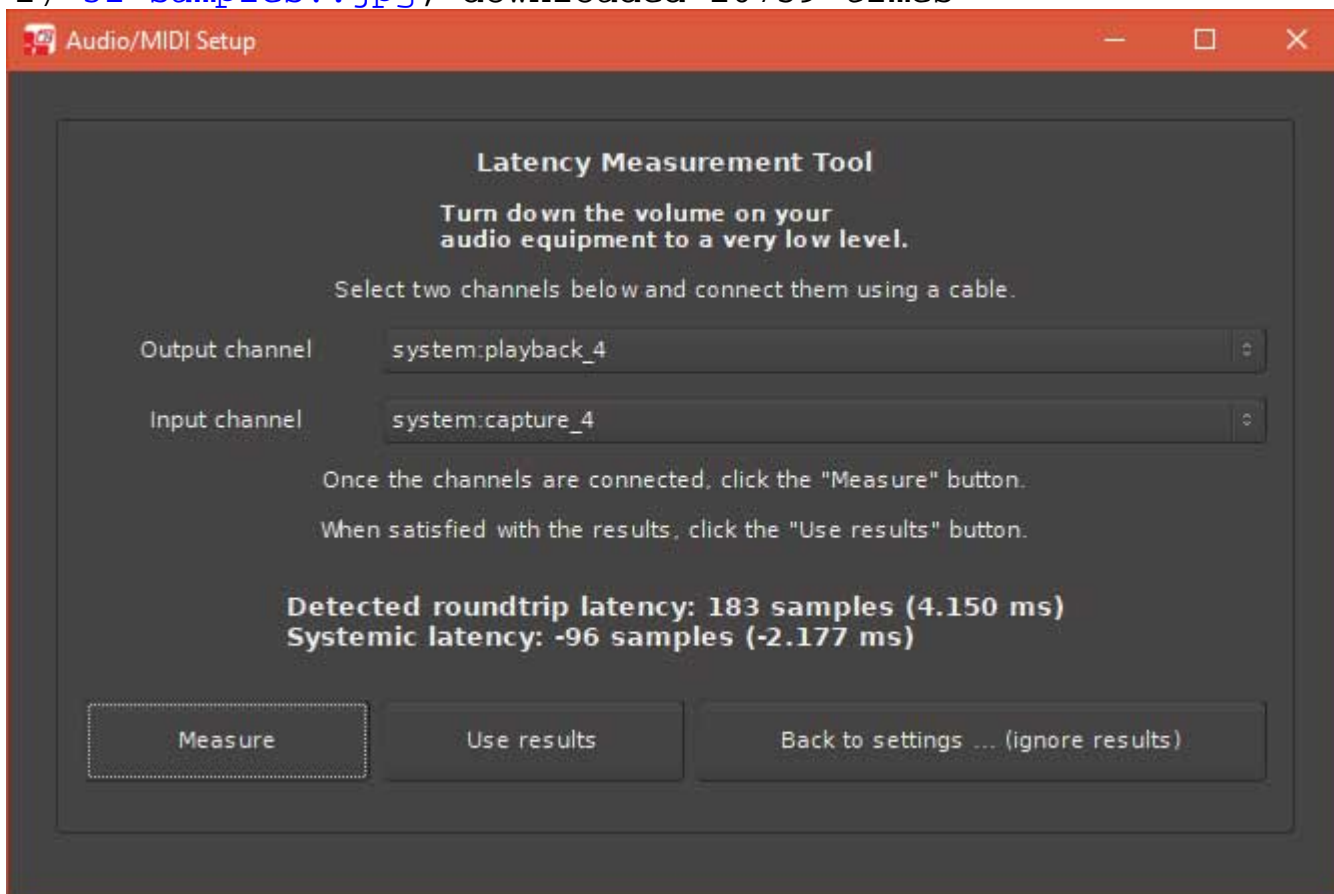 samples..jpg, downloaded times
Audio/MIDI Setup
Latency Measurement Tool
Turn down the volume on your
audio equipment to a very low level.
Select two channels below and connect them using a cable.
Output channel system:playback_4
Input channel system:capture_4
Once the channels are connected, click the "Measure" button.
When satisfied with the results, click the "Use results" button.
Detected roundtrip latency: 183 samples (4.150 ms)
Systemic latency: -96 samples (-2.177 ms)
Measure Use results Back to settings ... (ignore results)